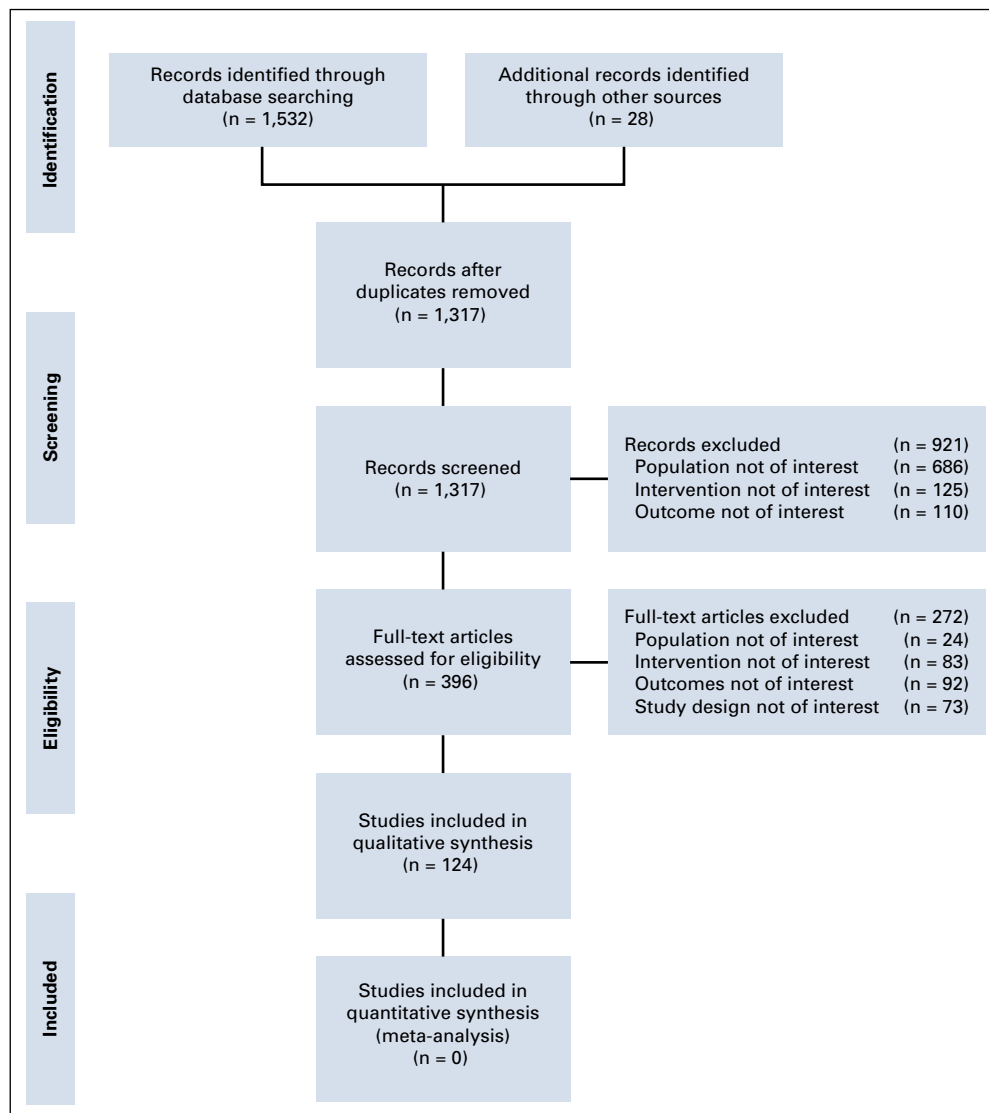 Identification
Records identified through
database searching
(n = 1,532)
Additional records identified
through other sources
(n = 28)
Records after
duplicates removed
(n = 1,317)
Screening
Records screened
(n = 1,317)
Records excluded (n = 921)
Population not of interest (n = 686)
Intervention not of interest (n = 125)
Outcome not of interest (n = 110)
Eligibility
Full-text articles
assessed for eligibility
(n = 396)
Full-text articles excluded (n = 272)
Population not of interest (n = 24)
Intervention not of interest (n = 83)
Outcomes not of interest (n = 92)
Study design not of interest (n = 73)
Studies included in
qualitative synthesis
(n = 124)
Included
Studies included in
quantitative synthesis
(meta-analysis)
(n = 0)